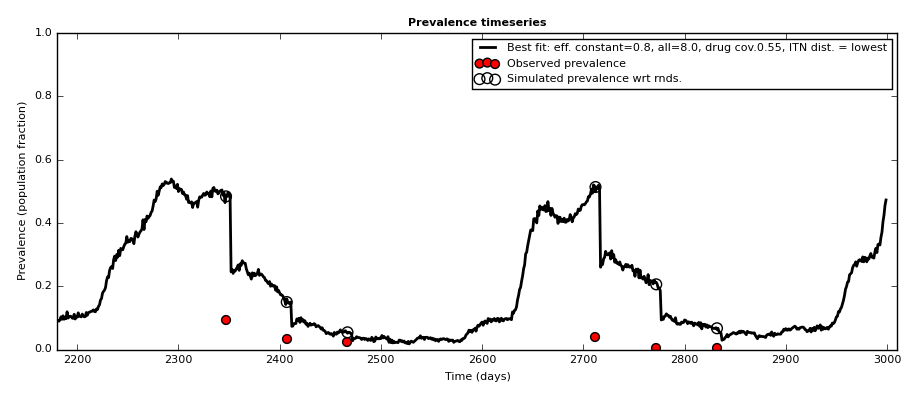 Prevalence timeseries
1.0
0.8
0.6
0.4
0.2
0.0
Prevalence (population fraction)
Best fit: eff. constant=0.8, all=8.0, drug cov.0.55, ITN dist. = lowest
Observed prevalence
Simulated prevalence wrt rnds.
2200 2300 2400 2500 2600 2700 2800 2900 3000
Time (days)